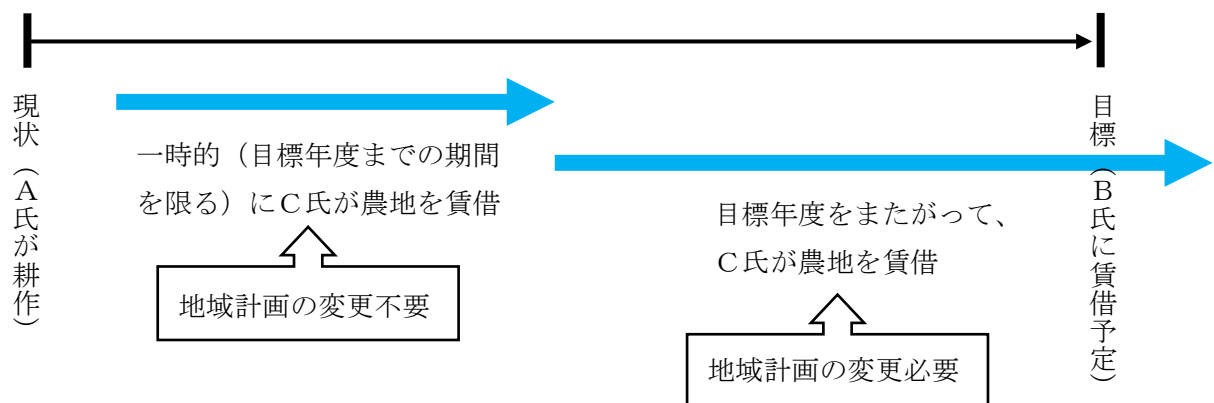 現状（Ａ氏が耕作）
一時的（目標年度までの期間
を限る）にＣ氏が農地を賃借
地域計画の変更不要
目標年度をまたがって、
Ｃ氏が農地を賃借
地域計画の変更必要
目標（Ｂ氏に賃借予定）